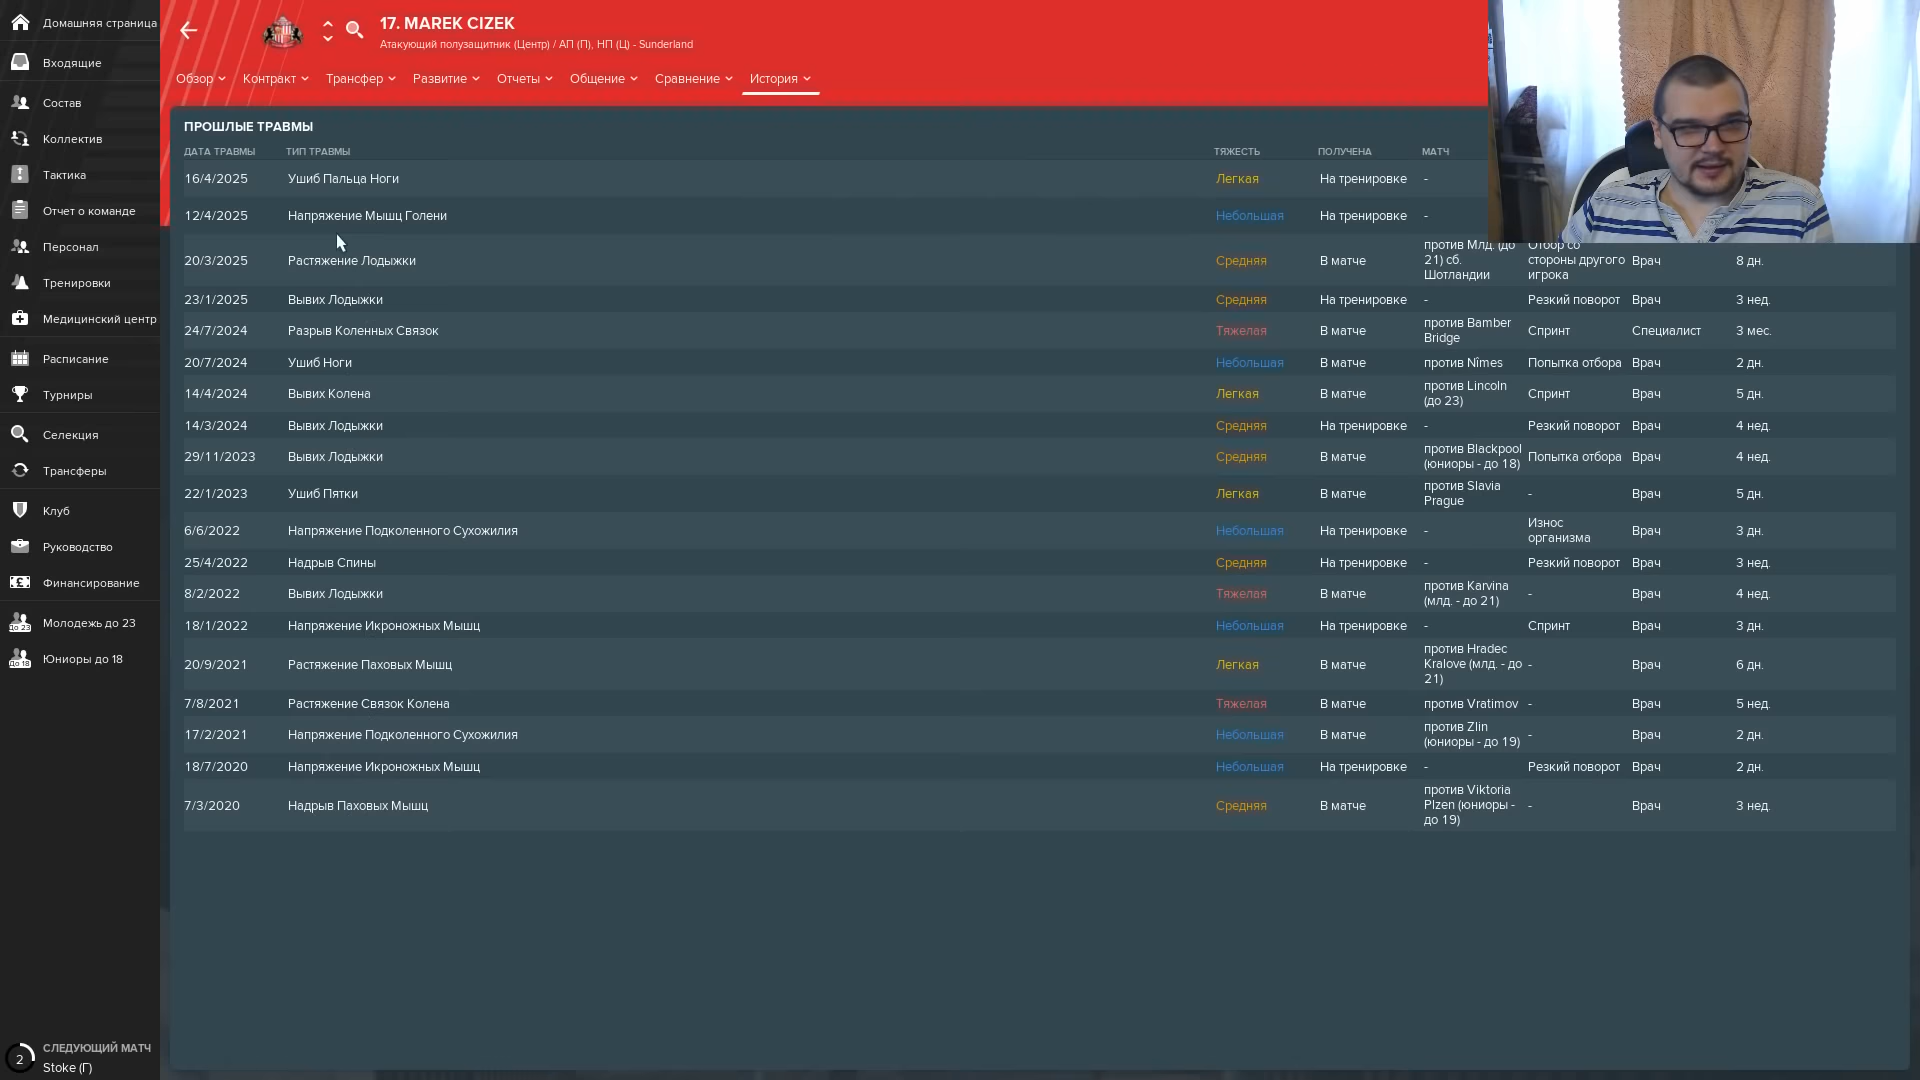 Домашняя страница
Входящие
Состав
Коллектив
Тактика
Отчет о команде
Персонал
Тренировки
Медицинский центр
Расписание
Турниры
Селекция
Трансферы
Клуб
Руководство
Финансирование
До 23
Молодежь до 23
До 18
Юниоры до 18
2
СЛЕДУЮЩИЙ МАТЧ
Stoke (Г)
17. MAREK CIZEK
Атакующий полузащитник (Центр) / АП (П), НП (Ц) - Sunderland
Обзор Контракт Трансфер Развитие Отчеты Общение Сравнение История
ПРОШЛЫЕ ТРАВМЫ
ДАТА ТРАВМЫ ТИП ТРАВМЫ ТЯЖЕСТЬ ПОЛУЧЕНА МАТЧ
16/4/2025 Ушиб Пальца Ноги Легкая На тренировке -
12/4/2025 Напряжение Мышц Голени Небольшая На тренировке -
20/3/2025 Растяжение Лодыжки Средняя В матче против Млд. (до 21) сб. Шотландии Отбор со стороны другого игрока Врач 8 дн.
23/1/2025 Вывих Лодыжки Средняя На тренировке - Резкий поворот Врач 3 нед.
24/7/2024 Разрыв Коленных Связок Тяжелая В матче против Bamber Bridge Спринт Специалист 3 мес.
20/7/2024 Ушиб Ноги Небольшая В матче против Nîmes Попытка отбора Врач 2 дн.
14/4/2024 Вывих Колена Легкая В матче против Lincoln (до 23) Спринт Врач 5 дн.
14/3/2024 Вывих Лодыжки Средняя На тренировке - Резкий поворот Врач 4 нед.
29/11/2023 Вывих Лодыжки Средняя В матче против Blackpool (юниоры - до 18) Попытка отбора Врач 4 нед.
22/1/2023 Ушиб Пятки Легкая В матче против Slavia Prague - Врач 5 дн.
6/6/2022 Напряжение Подколенного Сухожилия Небольшая На тренировке - Износ организма Врач 3 дн.
25/4/2022 Надрыв Спины Средняя На тренировке - Резкий поворот Врач 3 нед.
8/2/2022 Вывих Лодыжки Тяжелая В матче против Karvina (млд. - до 21) - Врач 4 нед.
18/1/2022 Напряжение Икроножных Мышц Небольшая На тренировке - Спринт Врач 3 дн.
20/9/2021 Растяжение Паховых Мышц Легкая В матче против Hradec Kralove (млд. - до 21) - Врач 6 дн.
7/8/2021 Растяжение Связок Колена Тяжелая В матче против Vratimov - Врач 5 нед.
17/2/2021 Напряжение Подколенного Сухожилия Небольшая В матче против Zlin (юниоры - до 19) - Врач 2 дн.
18/7/2020 Напряжение Икроножных Мышц Небольшая На тренировке - Резкий поворот Врач 2 дн.
7/3/2020 Надрыв Паховых Мышц Средняя В матче против Viktoria Plzen (юниоры - до 19) - Врач 3 нед.